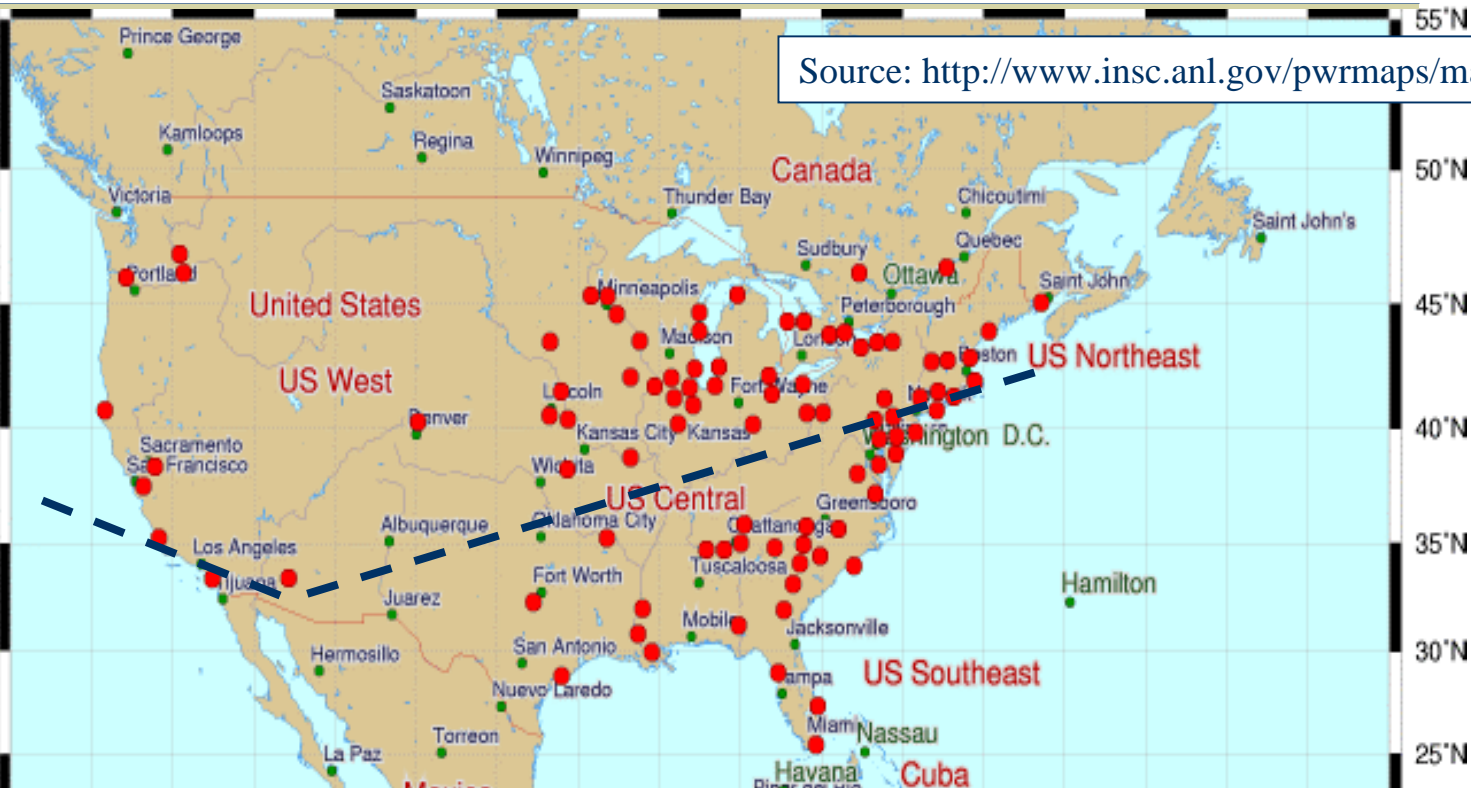 55°N
Prince George
Source: http://www.insc.anl.gov/pwrmaps/m
Saskatoon
Kamloops
Regina
Winnipeg
Canada
50°N
Victoria
Thunder Bay
Chicoutimi
Saint John's
Sudbury
Quebec
Portland
Ottawa
Saint John
Minneapolis
United States
Peterborough
45°N
Madison
London
Boston
US Northeast
US West
Lincoln
Fort Wayne
Denver
Kansas City
Kansas
Washington D.C.
40°N
Sacramento
San Francisco
Wichita
US Central
Greensboro
Albuquerque
Oklahoma City
Chattanooga
35°N
Los Angeles
Tijuana
Fort Worth
Tuscaloosa
Hamilton
Juarez
Mobile
Jacksonville
Hermosillo
San Antonio
30°N
US Southeast
Tampa
Nuevo Laredo
Miami
Nassau
Torreon
La Paz
25°N
Havana
Cuba
Mexico